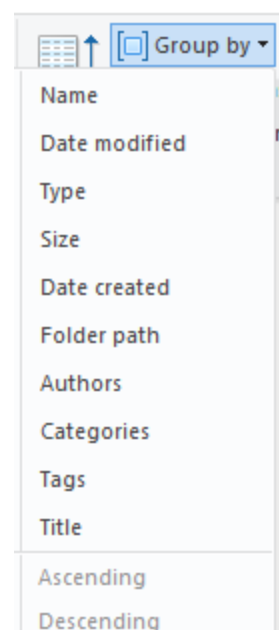 Group by
Name
Date modified
Type
Size
Date created
Folder path
Authors
Categories
Tags
Title
Ascending
Descending